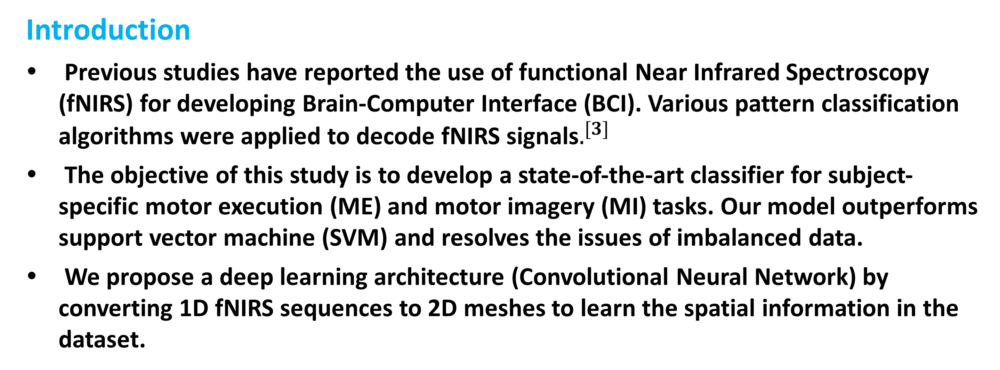 Introduction
• Previous studies have reported the use of functional Near Infrared Spectroscopy
(fNIRS) for developing Brain-Computer Interface (BCI). Various pattern classification
algorithms were applied to decode fNIRS signals.[3]
• The objective of this study is to develop a state-of-the-art classifier for subject-
specific motor execution (ME) and motor imagery (MI) tasks. Our model outperforms
support vector machine (SVM) and resolves the issues of imbalanced data.
• We propose a deep learning architecture (Convolutional Neural Network) by
converting 1D fNIRS sequences to 2D meshes to learn the spatial information in the
dataset.